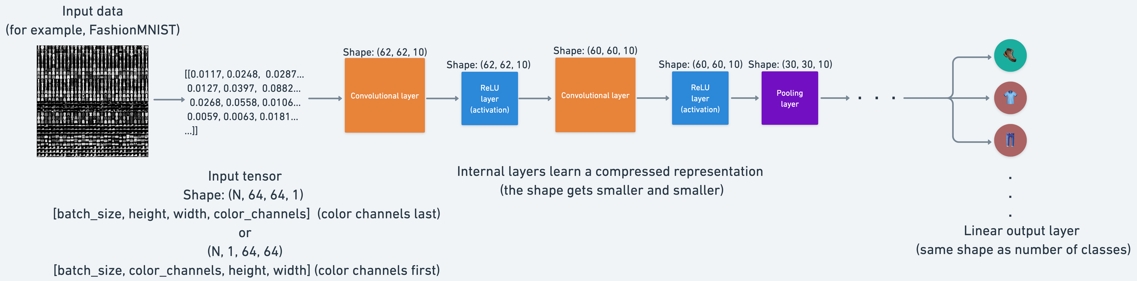 Input data
(for example, FashionMNIST)
[[0.0117, 0.0248, 0.0287...
0.0127, 0.0397, 0.0882...
0.0268, 0.0558, 0.0106...
0.0059, 0.0063, 0.0181...
...]]
Input tensor
Shape: (N, 64, 64, 1)
[batch_size, height, width, color_channels] (color channels last)
or
(N, 1, 64, 64)
[batch_size, color_channels, height, width] (color channels first)
Shape: (62, 62, 10)
Convolutional layer
Shape: (62, 62, 10)
ReLU
layer
(activation)
Shape: (60, 60, 10)
Convolutional layer
Shape: (60, 60, 10)
ReLU
layer
(activation)
Shape: (30, 30, 10)
Pooling
layer
Internal layers learn a compressed representation
(the shape gets smaller and smaller)
Linear output layer
(same shape as number of classes)